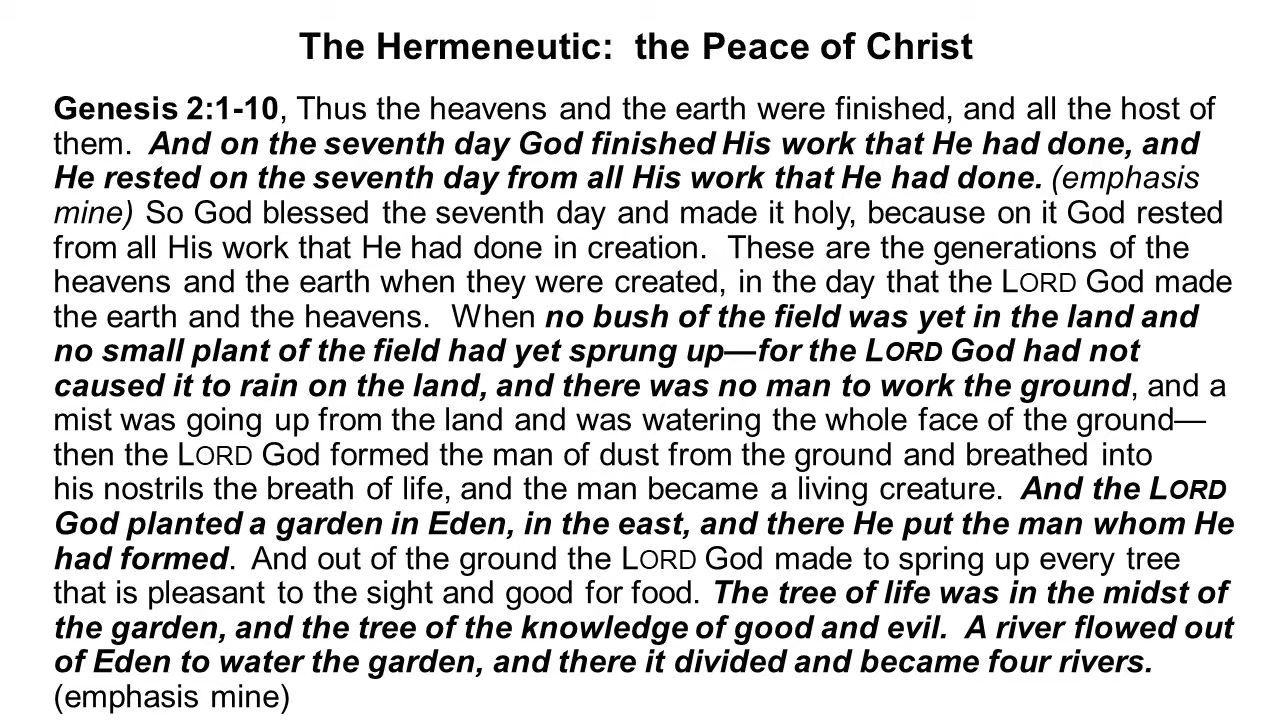 The Hermeneutic:  the Peace of Christ
Genesis 2:1-10, Thus the heavens and the earth were finished, and all the host of
them.  And on the seventh day God finished His work that He had done, and
He rested on the seventh day from all His work that He had done. (emphasis
mine) So God blessed the seventh day and made it holy, because on it God rested
from all His work that He had done in creation.  These are the generations of the
heavens and the earth when they were created, in the day that the LORD God made
the earth and the heavens.  When no bush of the field was yet in the land and
no small plant of the field had yet sprung up—for the LORD God had not
caused it to rain on the land, and there was no man to work the ground, and a
mist was going up from the land and was watering the whole face of the ground—
then the LORD God formed the man of dust from the ground and breathed into
his nostrils the breath of life, and the man became a living creature.  And the LORD
God planted a garden in Eden, in the east, and there He put the man whom He
had formed.  And out of the ground the LORD God made to spring up every tree
that is pleasant to the sight and good for food. The tree of life was in the midst of
the garden, and the tree of the knowledge of good and evil.  A river flowed out
of Eden to water the garden, and there it divided and became four rivers.
(emphasis mine)